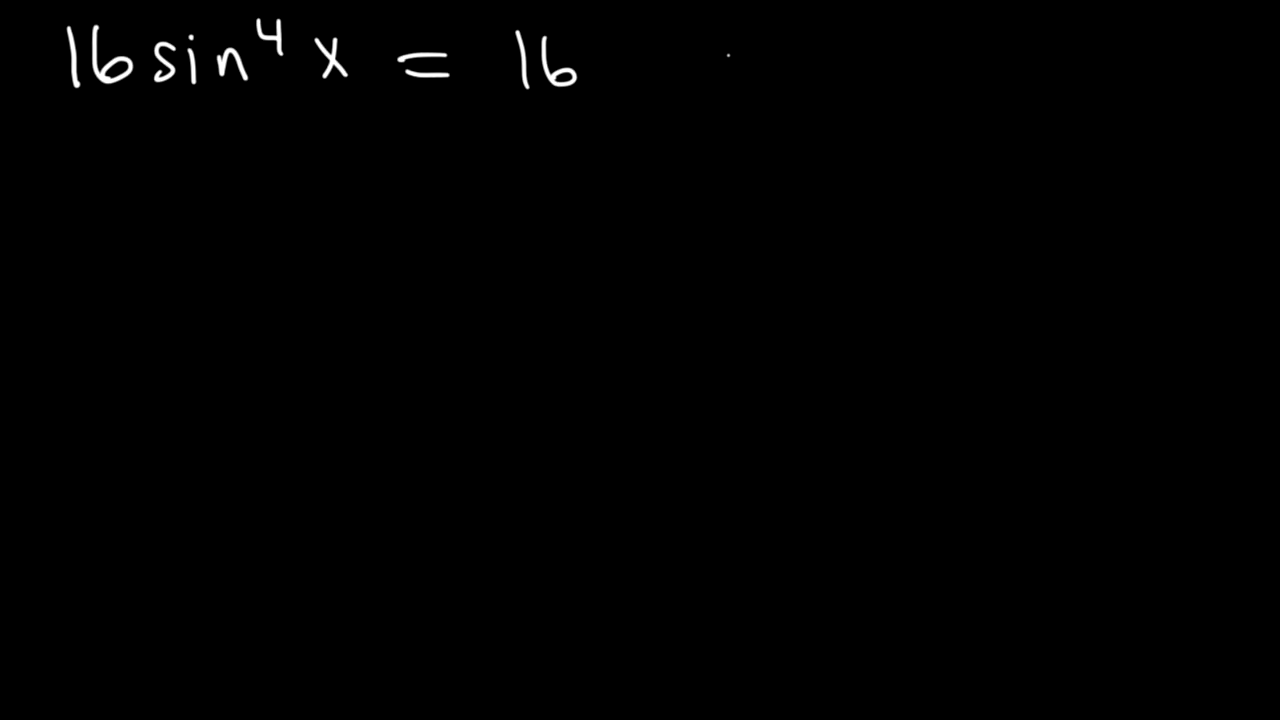 16 sin⁴ x = 16